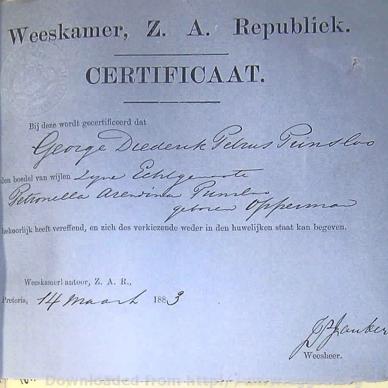 Weeskamer, Z. A. Republiek.
CERTIFICAAT.
Bij deze wordt gecertificeerd dat
George Diederik Petrus Prinsloo
den boedel van wijlen Zyne Echtgenoote
Petronella Arendina Prinsloo
geboren Opperman
behoorlijk heeft vereffend, en zich des verkiezende weder in den huwelijken staat kan begeven.
Weeskamerkantoor, Z. A. R.,
Pretoria, 14 Maart 1883
Weesheer.
Downloaded from http